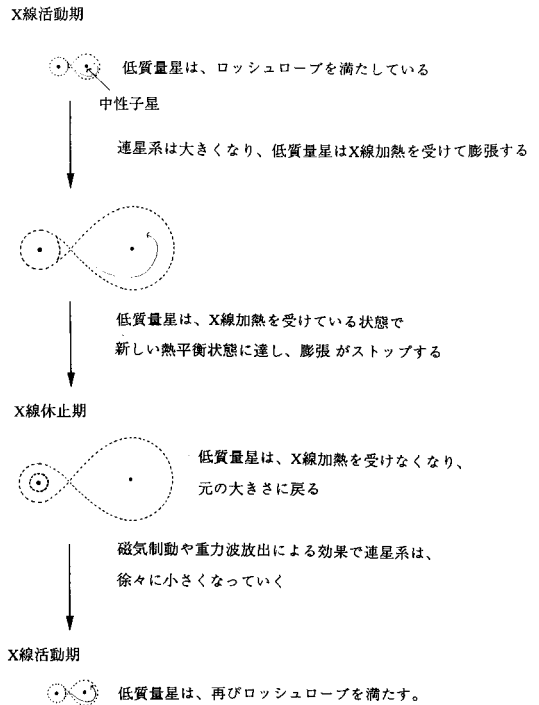 X線活動期
低質量星は、ロッシュローブを満たしている
中性子星
連星系は大きくなり、低質量星はX線加熱を受けて膨張する
低質量星は、X線加熱を受けている状態で
新しい熱平衡状態に達し、膨張がストップする
X線休止期
低質量星は、X線加熱を受けなくなり、
元の大きさに戻る
磁気制動や重力波放出による効果で連星系は、
徐々に小さくなっていく
X線活動期
低質量星は、再びロッシュローブを満たす。